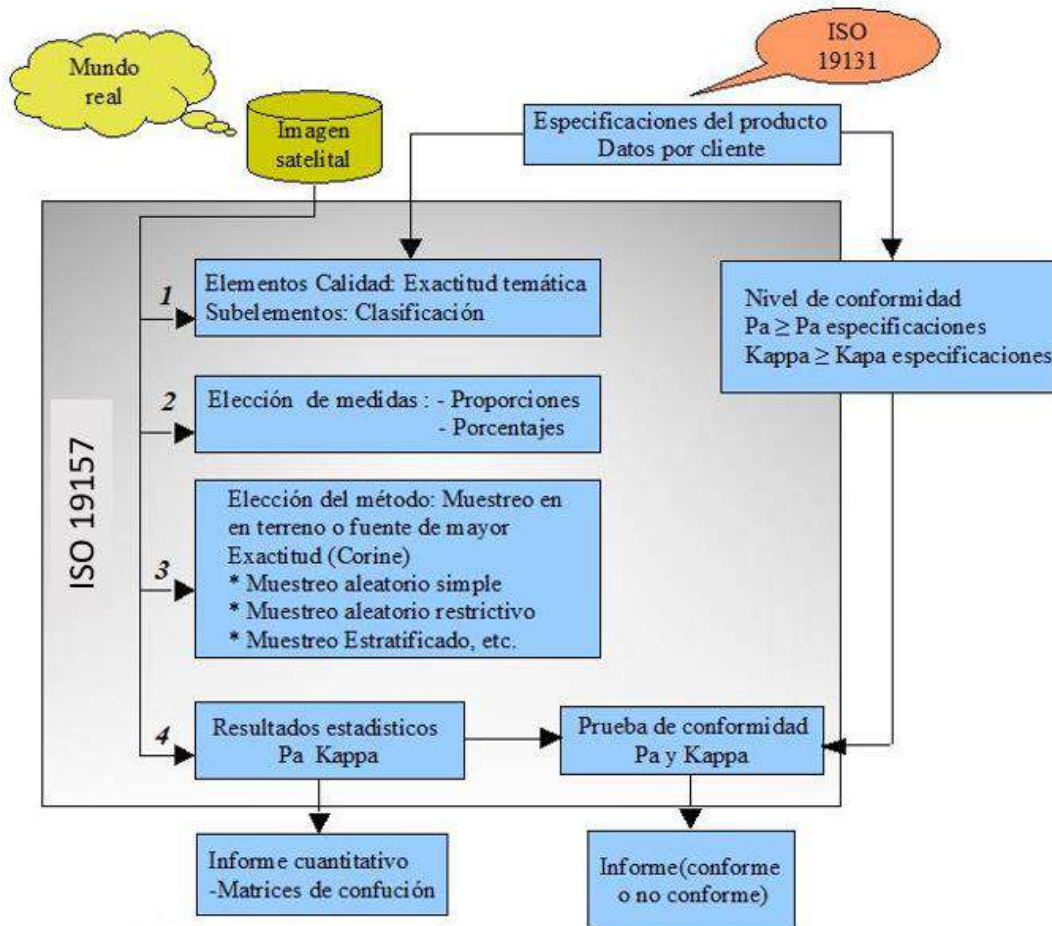 Mundo
real
Imagen
satelital
ISO
19131
Especificaciones del producto
Datos por cliente
ISO 19157
1
Elementos Calidad: Exactitud temática
Subelementos: Clasificación
Nivel de conformidad
Pa ≥ Pa especificaciones
Kappa ≥ Kapa especificaciones
2
Elección de medidas : - Proporciones
- Porcentajes
3
Elección del método: Muestreo en
en terreno o fuente de mayor
Exactitud (Corine)
* Muestreo aleatorio simple
* Muestreo aleatorio restrictivo
* Muestreo Estratificado, etc.
4
Resultados estadisticos
Pa Kappa
Prueba de conformidad
Pa y Kappa
Informe cuantitativo
-Matrices de confución
Informe(conforme
o no conforme)